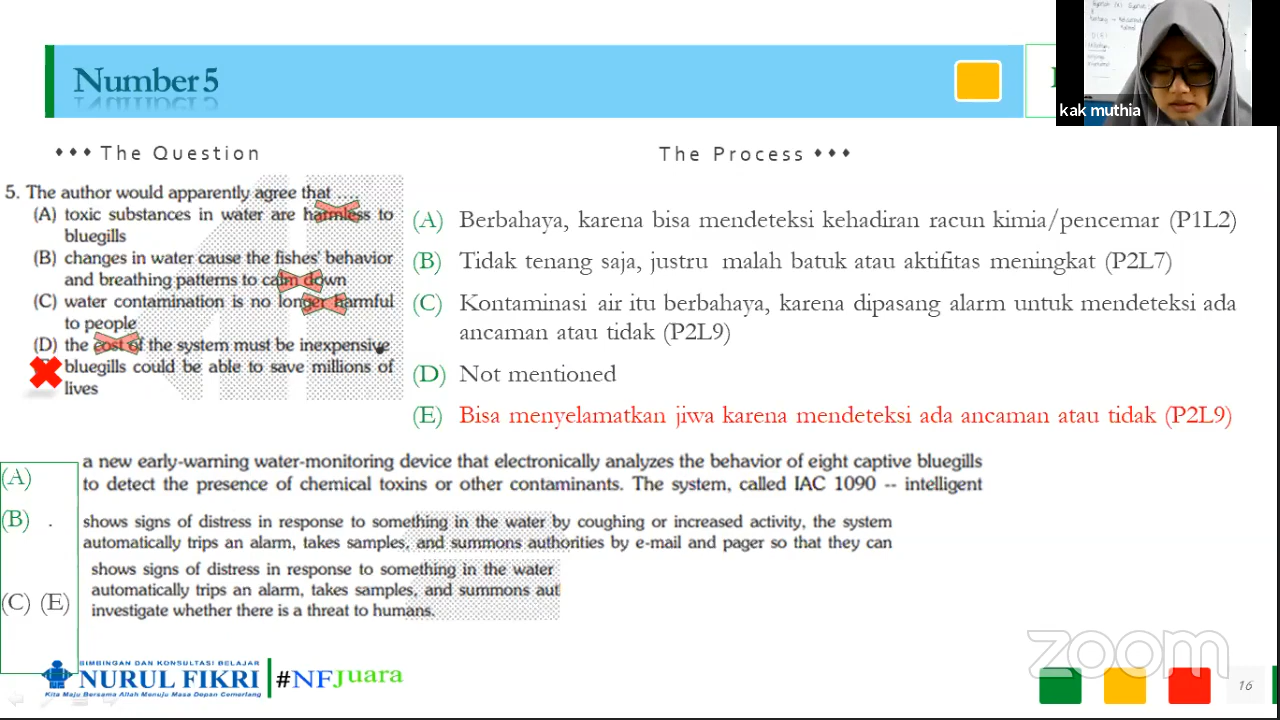 Number 5
kak muthia
The Question
The Process
5. The author would apparently agree that ....
(A) toxic substances in water are harmless to
bluegills
(B) changes in water cause the fishes' behavior
and breathing patterns to calm down
(C) water contamination is no longer harmful
to people
(D) the cost of the system must be inexpensive
bluegills could be able to save millions of
lives
(A) Berbahaya, karena bisa mendeteksi kehadiran racun kimia/pencemar (P1L2)
(B) Tidak tenang saja, justru malah batuk atau aktifitas meningkat (P2L7)
(C) Kontaminasi air itu berbahaya, karena dipasang alarm untuk mendeteksi ada
ancaman atau tidak (P2L9)
(D) Not mentioned
(E) Bisa menyelamatkan jiwa karena mendeteksi ada ancaman atau tidak (P2L9)
(A)
a new early-warning water-monitoring device that electronically analyzes the behavior of eight captive bluegills
to detect the presence of chemical toxins or other contaminants. The system, called IAC 1090 -- intelligent
(B) .
shows signs of distress in response to something in the water by coughing or increased activity, the system
automatically trips an alarm, takes samples, and summons authorities by e-mail and pager so that they can
(C) (E)
shows signs of distress in response to something in the water
automatically trips an alarm, takes samples, and summons aut
investigate whether there is a threat to humans.
BIMBINGAN DAN KONSULTASI BELAJAR
NURUL FIKRI
Kita Maju Bersama Allah Menuju Masa Depan Cemerlang
#NFJuara
zoom
16